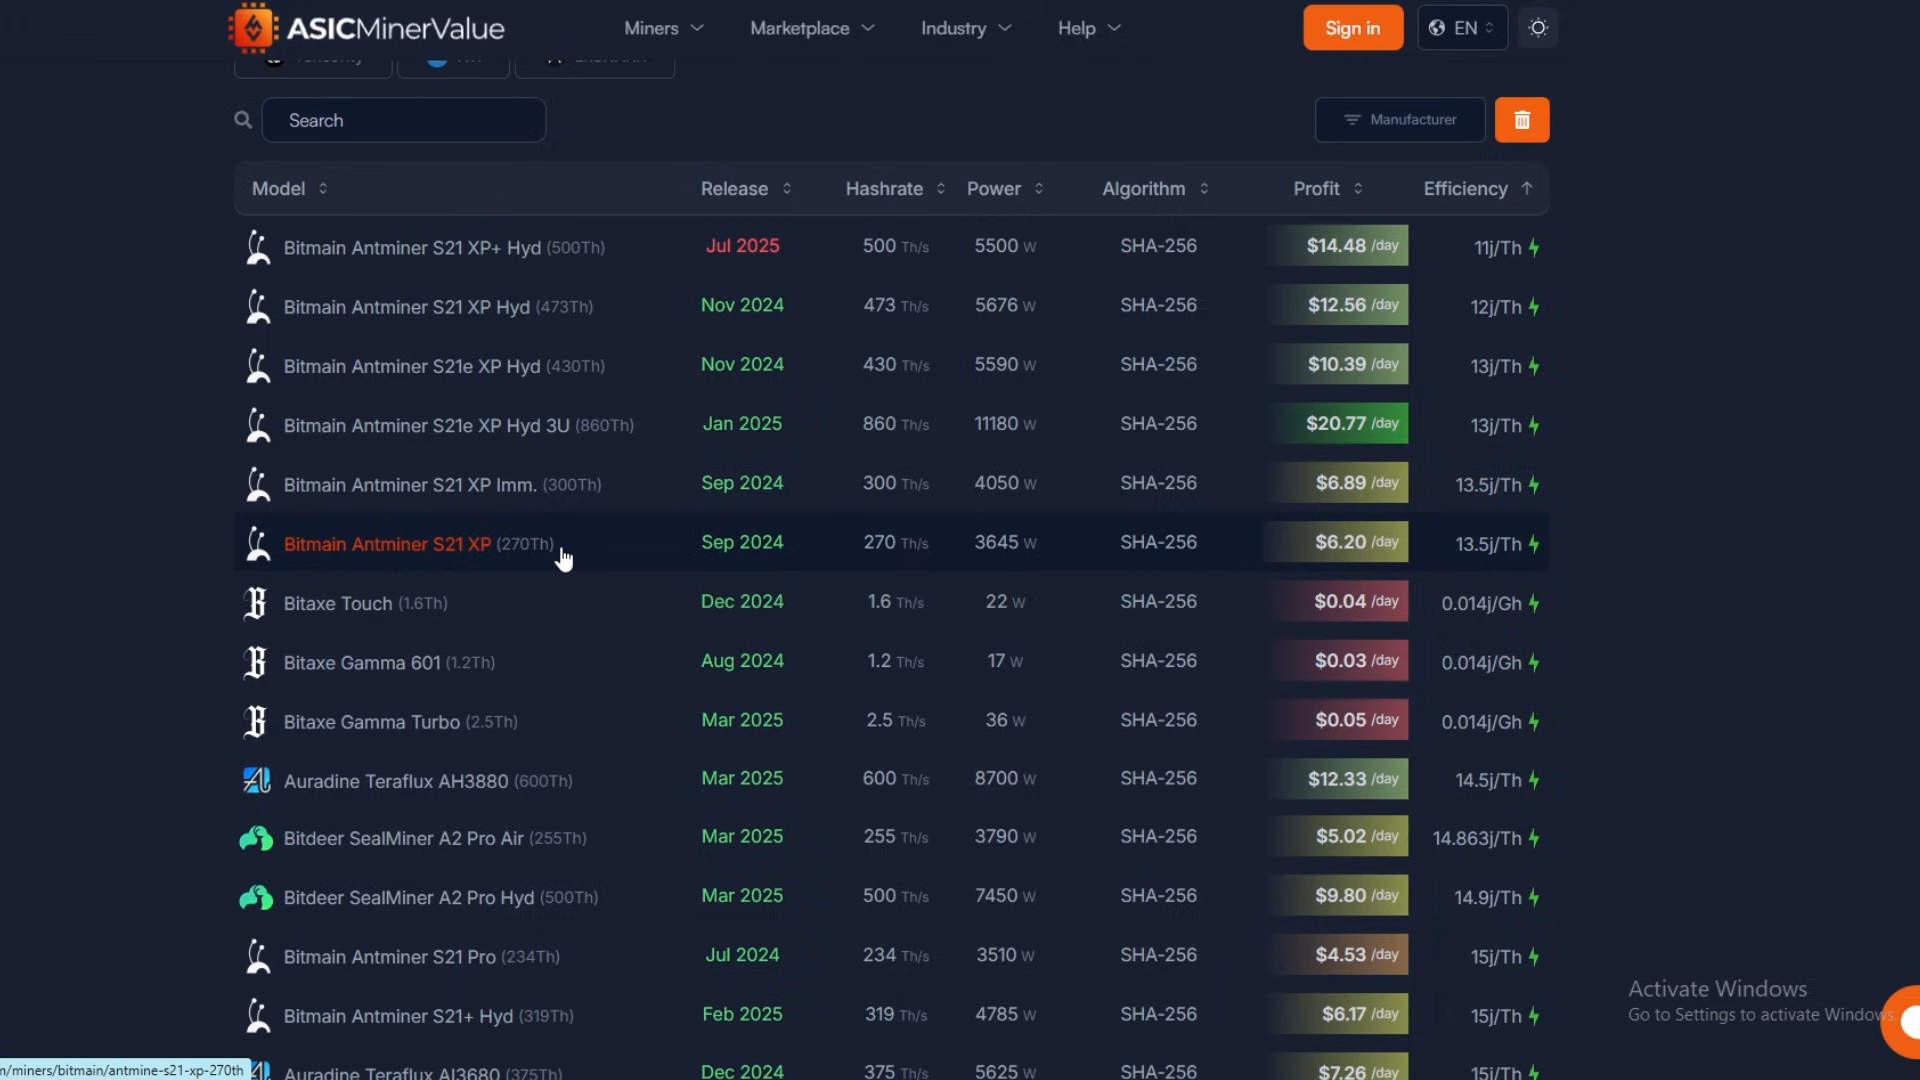 ASICMinerValue Miners Marketplace Industry Help Sign in EN
Search Manufacturer
Model Release Hashrate Power Algorithm Profit Efficiency
Bitmain Antminer S21 XP+ Hyd (500Th) Jul 2025 500 Th/s 5500 W SHA-256 $14.48 /day 11j/Th
Bitmain Antminer S21 XP Hyd (473Th) Nov 2024 473 Th/s 5676 W SHA-256 $12.56 /day 12j/Th
Bitmain Antminer S21e XP Hyd (430Th) Nov 2024 430 Th/s 5590 W SHA-256 $10.39 /day 13j/Th
Bitmain Antminer S21e XP Hyd 3U (860Th) Jan 2025 860 Th/s 11180 W SHA-256 $20.77 /day 13j/Th
Bitmain Antminer S21 XP Imm. (300Th) Sep 2024 300 Th/s 4050 W SHA-256 $6.89 /day 13.5j/Th
Bitmain Antminer S21 XP (270Th) Sep 2024 270 Th/s 3645 W SHA-256 $6.20 /day 13.5j/Th
Bitaxe Touch (1.6Th) Dec 2024 1.6 Th/s 22 W SHA-256 $0.04 /day 0.014j/Gh
Bitaxe Gamma 601 (1.2Th) Aug 2024 1.2 Th/s 17 W SHA-256 $0.03 /day 0.014j/Gh
Bitaxe Gamma Turbo (2.5Th) Mar 2025 2.5 Th/s 36 W SHA-256 $0.05 /day 0.014j/Gh
Auradine Teraflux AH3880 (600Th) Mar 2025 600 Th/s 8700 W SHA-256 $12.33 /day 14.5j/Th
Bitdeer SealMiner A2 Pro Air (255Th) Mar 2025 255 Th/s 3790 W SHA-256 $5.02 /day 14.863j/Th
Bitdeer SealMiner A2 Pro Hyd (500Th) Mar 2025 500 Th/s 7450 W SHA-256 $9.80 /day 14.9j/Th
Bitmain Antminer S21 Pro (234Th) Jul 2024 234 Th/s 3510 W SHA-256 $4.53 /day 15j/Th
Bitmain Antminer S21+ Hyd (319Th) Feb 2025 319 Th/s 4785 W SHA-256 $6.17 /day 15j/Th
Auradine Teraflux AI3680 (375Th) Dec 2024 375 Th/s 5625 W SHA-256 $7.26 /day 15j/Th
Activate Windows
Go to Settings to activate Windows.
m/miners/bitmain/antmine-s21-xp-270th